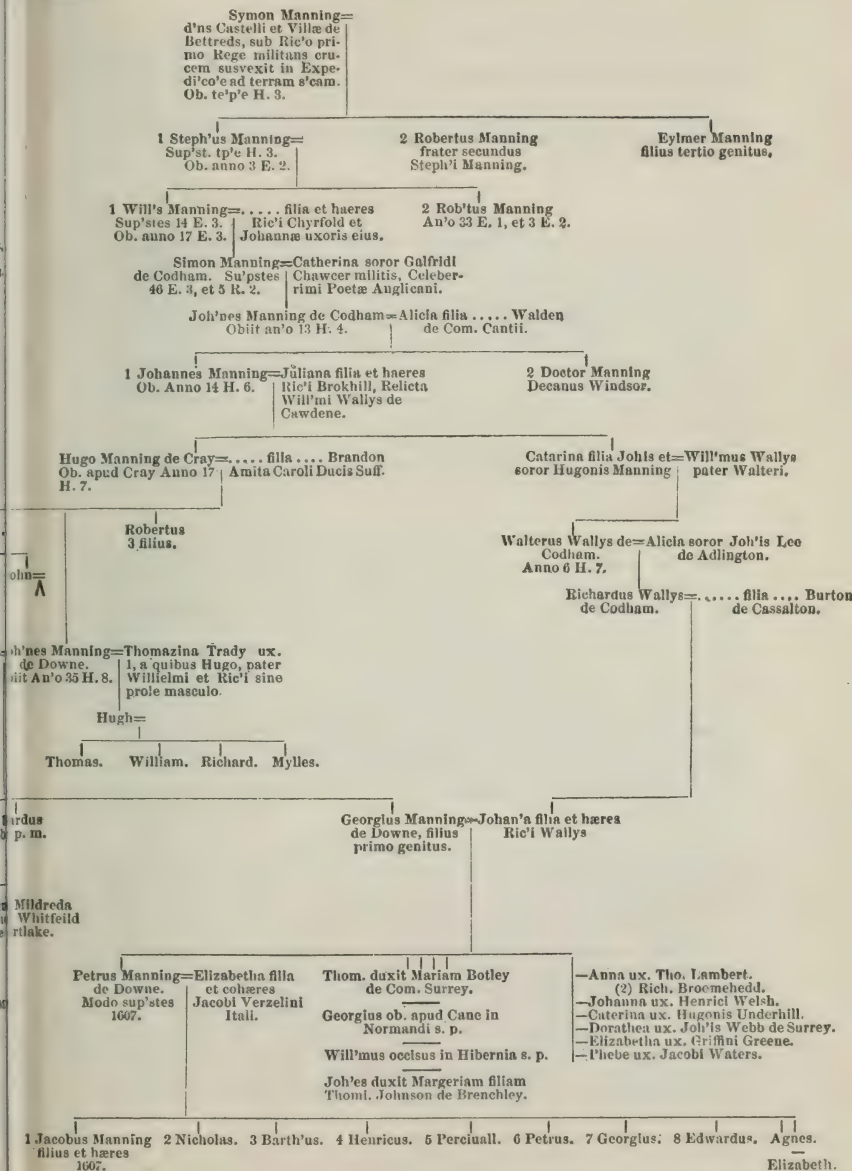 Symon Manning=
d'ns Castelli et Villæ de
Bettreds, sub Ric'o pri-
mo Rege militans cru-
cem susvexit in Expe-
di'co'e ad terram s'cam.
Ob. te'p'e H. 3.
1 Steph'us Manning=
Sup'st. tp'e H. 3.
Ob. anno 3 E. 2.
2 Robertus Manning
frater secundus
Steph'i Manning.
Eylmer Manning
filius tertio genitus.
1 Will's Manning=..... filia et haeres
Sup'stes 14 E. 3. Ric'i Chyrfold et
Ob. anno 17 E. 3. Johannæ uxoris eius.
2 Rob'tus Manning
An'o 33 E. 1, et 3 E. 2.
Simon Manning=Catherina soror Galfridi
de Codham. Su'pstes Chawcer militis, Celeber-
46 E. 3, et 5 R. 2. rimi Poetæ Anglicani.
Joh'nes Manning de Codham=Alicia filia ..... Walden
Obiit an'o 13 H. 4. de Com. Cantii.
1 Johannes Manning=Juliana filia et haeres
Ob. Anno 14 H. 6. Ric'i Brokhill, Relicta
Will'mi Wallys de
Cawdene.
2 Doctor Manning
Decanus Windsor.
Hugo Manning de Cray=..... filia .... Brandon
Ob. apud Cray Anno 17 Amita Caroli Ducis Suff.
H. 7.
Catarina filia Johis et=Will'mus Wallys
soror Hugonis Manning pater Walteri.
Robertus
3 filius.
Walterus Wallys de=Alicia soror Joh'is Lee
Codham. de Adlington.
Anno 6 H. 7.
ohn=
Richardus Wallys=...... filia .... Burton
de Codham. de Cassalton.
h'nes Manning=Thomazina Trady ux.
de Downe. 1, a quibus Hugo, pater
iit An'o 35 H. 8. Willielmi et Ric'i sine
prole masculo.
Hugh=
Thomas. William. Richard. Mylles.
rdus
p. m.
Georgius Manning=Johan'a filia et hæres
de Downe, filius Ric'i Wallys
primo genitus.
Mildreda
Whitfeild
rtlake.
Petrus Manning=Elizabetha filia
de Downe. et cohæres
Modo sup'stes Jacobi Verzelini
1607. Itali.
Thom. duxit Mariam Botley
de Com. Surrey.
Georgius ob. apud Cane in
Normandi s. p.
Will'mus occisus in Hibernia s. p.
Joh'es duxit Margeriam filiam
Thomi. Johnson de Brenchley.
—Anna ux. Tho. Lambert.
(2) Rich. Broemehedd.
—Johanna ux. Henrici Welsh.
—Caterina ux. Hugonis Underhill.
—Dorathea ux. Joh'is Webb de Surrey.
—Elizabetha ux. Griffini Greene.
—Phebe ux. Jacobi Waters.
1 Jacobus Manning 2 Nicholas. 3 Barth'us. 4 Henricus. 5 Perciuall. 6 Petrus. 7 Georgius. 8 Edwardus. Agnes.
filius et hæres
1607.
Elizabeth.